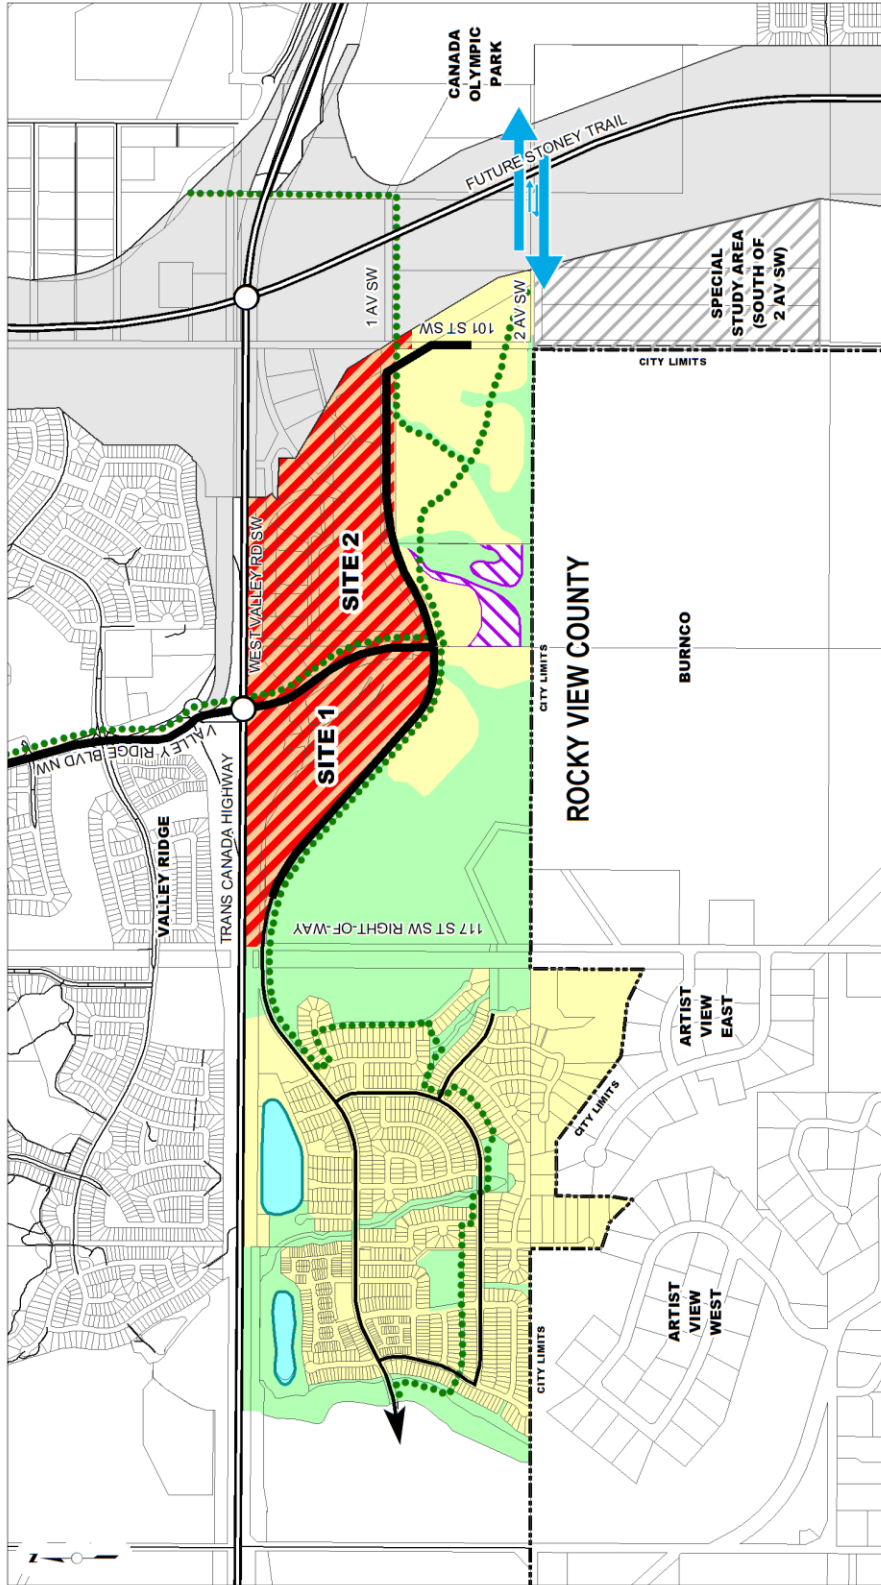 CANADA
OLYMPIC
PARK
FUTURE STONEY TRAIL
1 AV SW
2 AV SW
101 ST SW
SPECIAL
STUDY AREA
(SOUTH OF
2 AV SW)
CITY LIMITS
WEST VALLEY RD SW
SITE 2
SITE 1
VALLEY RIDGE BLVD NW
TRANS CANADA HIGHWAY
VALLEY RIDGE
CITY LIMITS
ROCKY VIEW COUNTY
BURNCO
117 ST SW RIGHT-OF-WAY
ARTIST
VIEW
EAST
CITY LIMITS
ARTIST
VIEW
WEST
CITY LIMITS
N